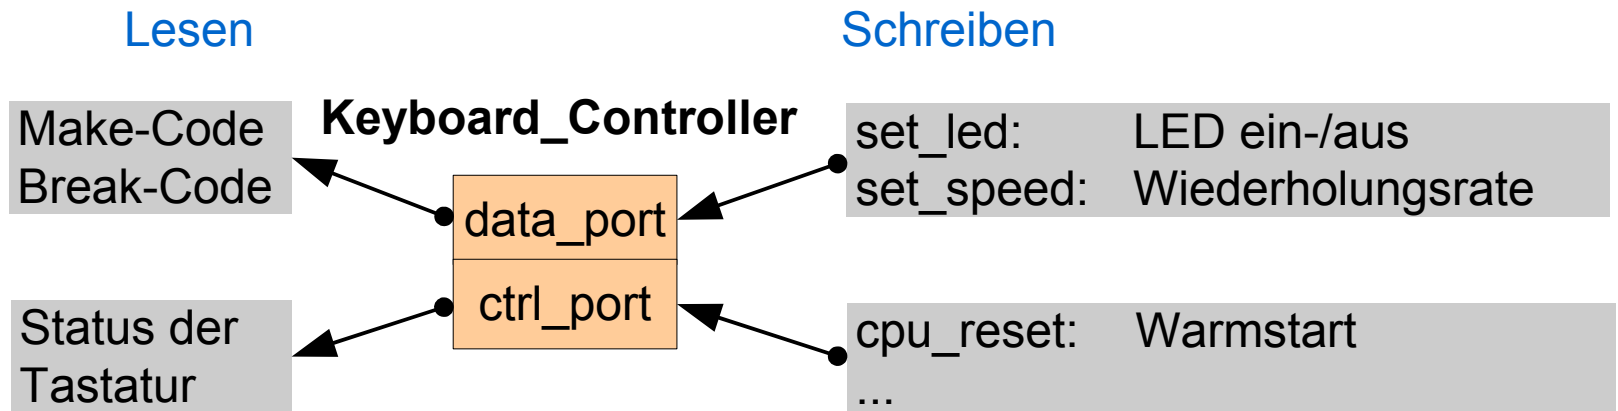 Lesen
Schreiben
Keyboard_Controller
Make-Code
Break-Code
data_port
set_led: LED ein-/aus
set_speed: Wiederholungsrate
Status der
Tastatur
ctrl_port
cpu_reset: Warmstart
...